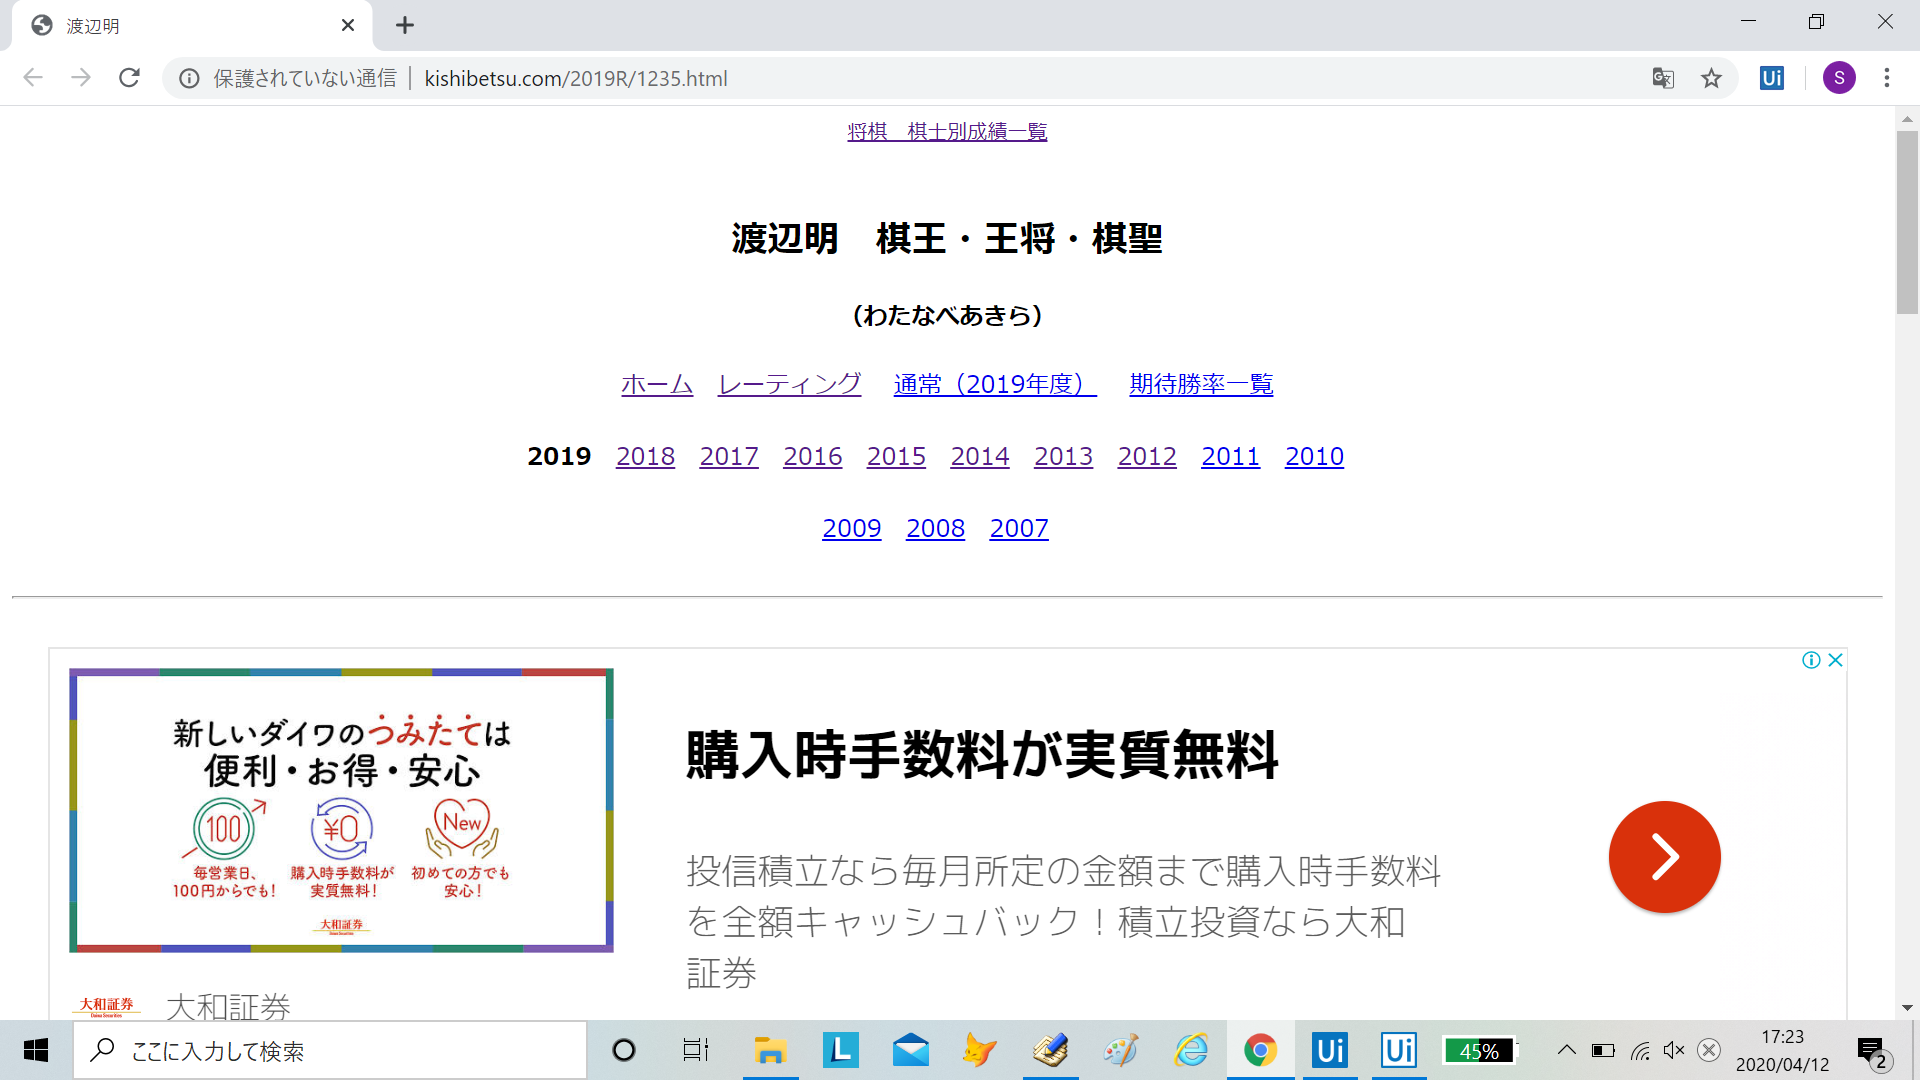 渡辺明
保護されていない通信 | kishibetsu.com/2019R/1235.html
Ui
S
将棋　棋士別成績一覧
渡辺明　棋王・王将・棋聖
（わたなべあきら）
ホーム　レーティング　通常（2019年度）　期待勝率一覧
2019　2018　2017　2016　2015　2014　2013　2012　2011　2010
2009　2008　2007
新しいダイワのつみたては
便利・お得・安心
100
¥0
New
毎営業日、
100円からでも!
購入時手数料が
実質無料!
初めての方でも
安心!
大和証券
Daiwa Securities
購入時手数料が実質無料
投信積立なら毎月所定の金額まで購入時手数料
を全額キャッシュバック！積立投資なら大和
証券
大和証券
Daiwa Securities
大和証券
ここに入力して検索
L
Ui
Ui
45%
17:23
2020/04/12
2